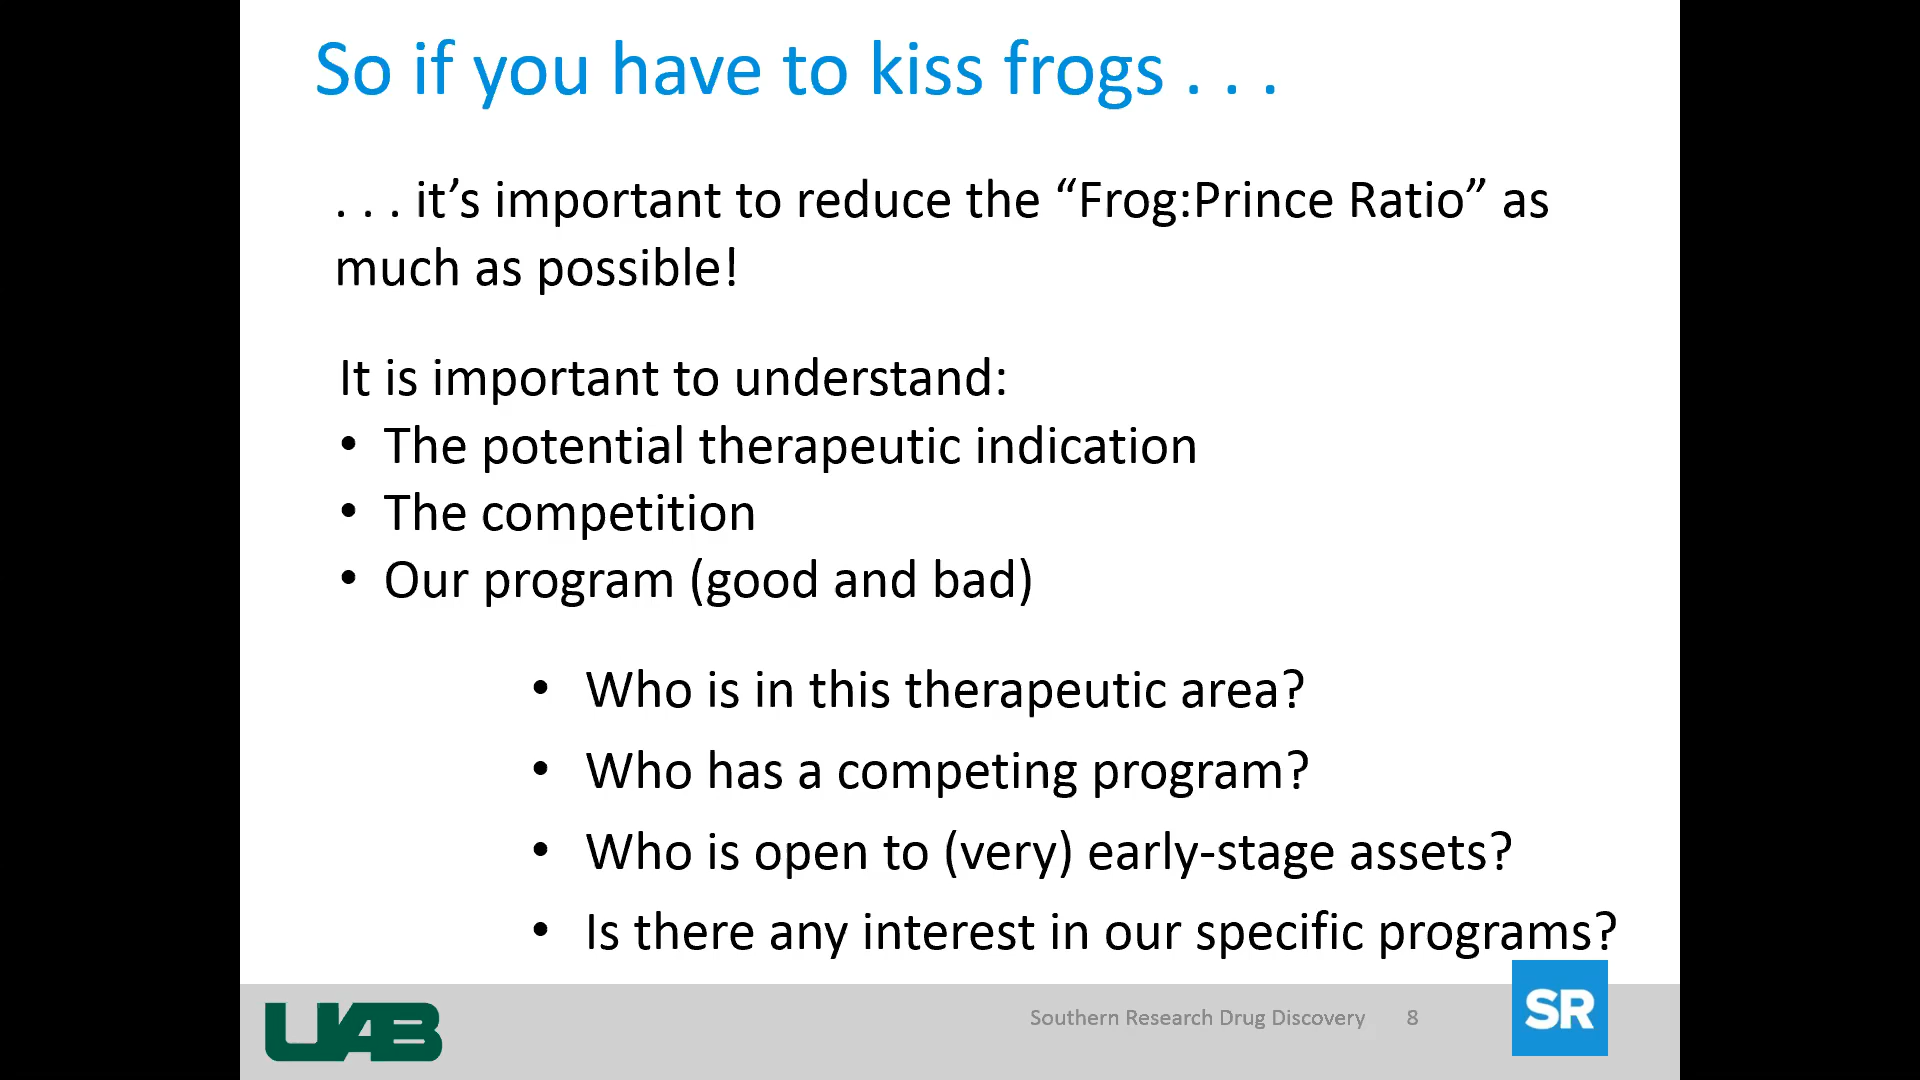 So if you have to kiss frogs . . .
. . . it’s important to reduce the “Frog:Prince Ratio” as
much as possible!
It is important to understand:
• The potential therapeutic indication
• The competition
• Our program (good and bad)
• Who is in this therapeutic area?
• Who has a competing program?
• Who is open to (very) early-stage assets?
• Is there any interest in our specific programs?
UAB
Southern Research Drug Discovery 8
SR